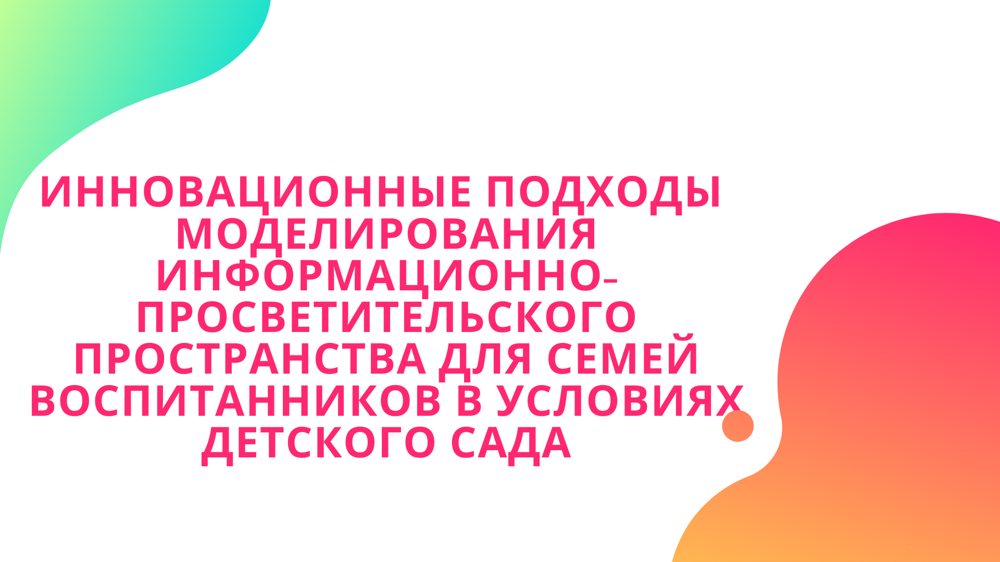 ИННОВАЦИОННЫЕ ПОДХОДЫ
МОДЕЛИРОВАНИЯ
ИНФОРМАЦИОННО-
ПРОСВЕТИТЕЛЬСКОГО
ПРОСТРАНСТВА ДЛЯ СЕМЕЙ
ВОСПИТАННИКОВ В УСЛОВИЯХ
ДЕТСКОГО САДА